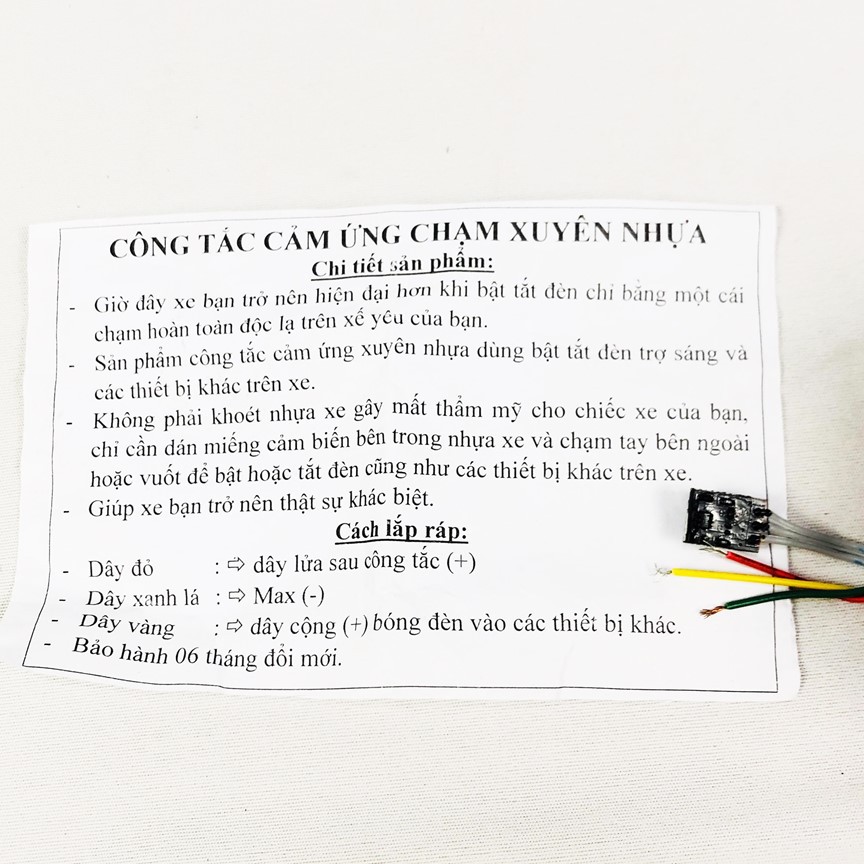 CÔNG TẮC CẢM ỨNG CHẠM XUYÊN NHỰA
Chi tiết sản phẩm:
- Giờ đây xe bạn trở nên hiện đại hơn khi bật tắt đèn chỉ bằng một cái
chạm hoàn toàn độc lạ trên xế yêu của bạn.
- Sản phẩm công tắc cảm ứng xuyên nhựa dùng bật tắt đèn trợ sáng và
các thiết bị khác trên xe.
- Không phải khoét nhựa xe gây mất thẩm mỹ cho chiếc xe của bạn,
chỉ cần dán miếng cảm biến bên trong nhựa xe và chạm tay bên ngoài
hoặc vuốt để bật hoặc tắt đèn cũng như các thiết bị khác trên xe.
- Giúp xe bạn trở nên thật sự khác biệt.
Cách lắp ráp:
- Dây đỏ : ⇨ dây lửa sau công tắc (+)
- Dây xanh lá : ⇨ Max (-)
- Dây vàng : ⇨ dây cộng (+) bóng đèn vào các thiết bị khác.
- Bảo hành 06 tháng đổi mới.